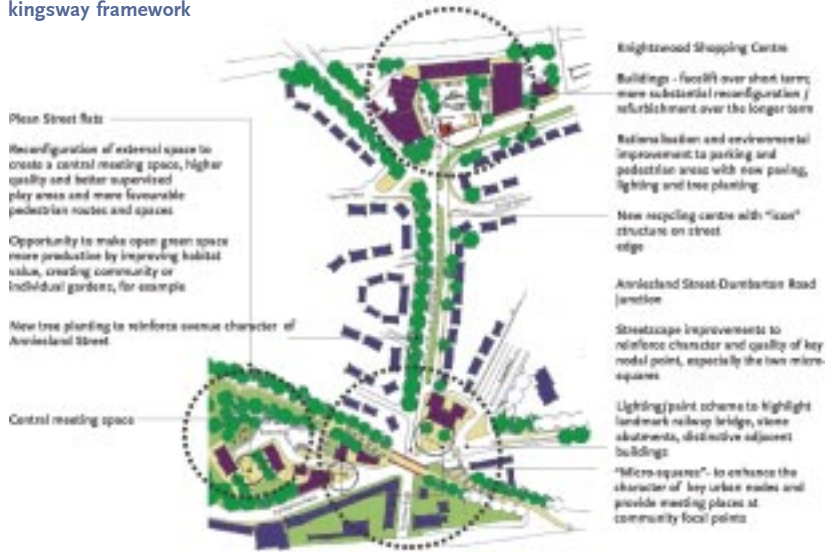 kingsway framework
Plean Street flats
Reconfiguration of external space to
create a central meeting space, higher
quality and better supervised
play areas and more favourable
pedestrian routes and spaces
Opportunity to make open green space
more productive by improving habitat
value, creating community or
individual gardens, for example
New tree planting to reinforce avenue character of
Anniesland Street
Central meeting space
Knightswood Shopping Centre
Buildings - facelift over short term;
more substantial reconfiguration /
refurbishment over the longer term
Rationalisation and environmental
improvement to parking and
pedestrian areas with new paving,
lighting and tree planting
New recycling centre with "icon"
structure on street
edge
Anniesland Street-Dumbarton Road
Junction
Streetscape improvements to
reinforce character and quality of key
nodal point, especially the two micro-
squares
Lighting/paint scheme to highlight
landmark railway bridge, stone
abutments, distinctive adjacent
buildings
"Micro-squares"- to enhance the
character of key urban nodes and
provide meeting places at
community focal points